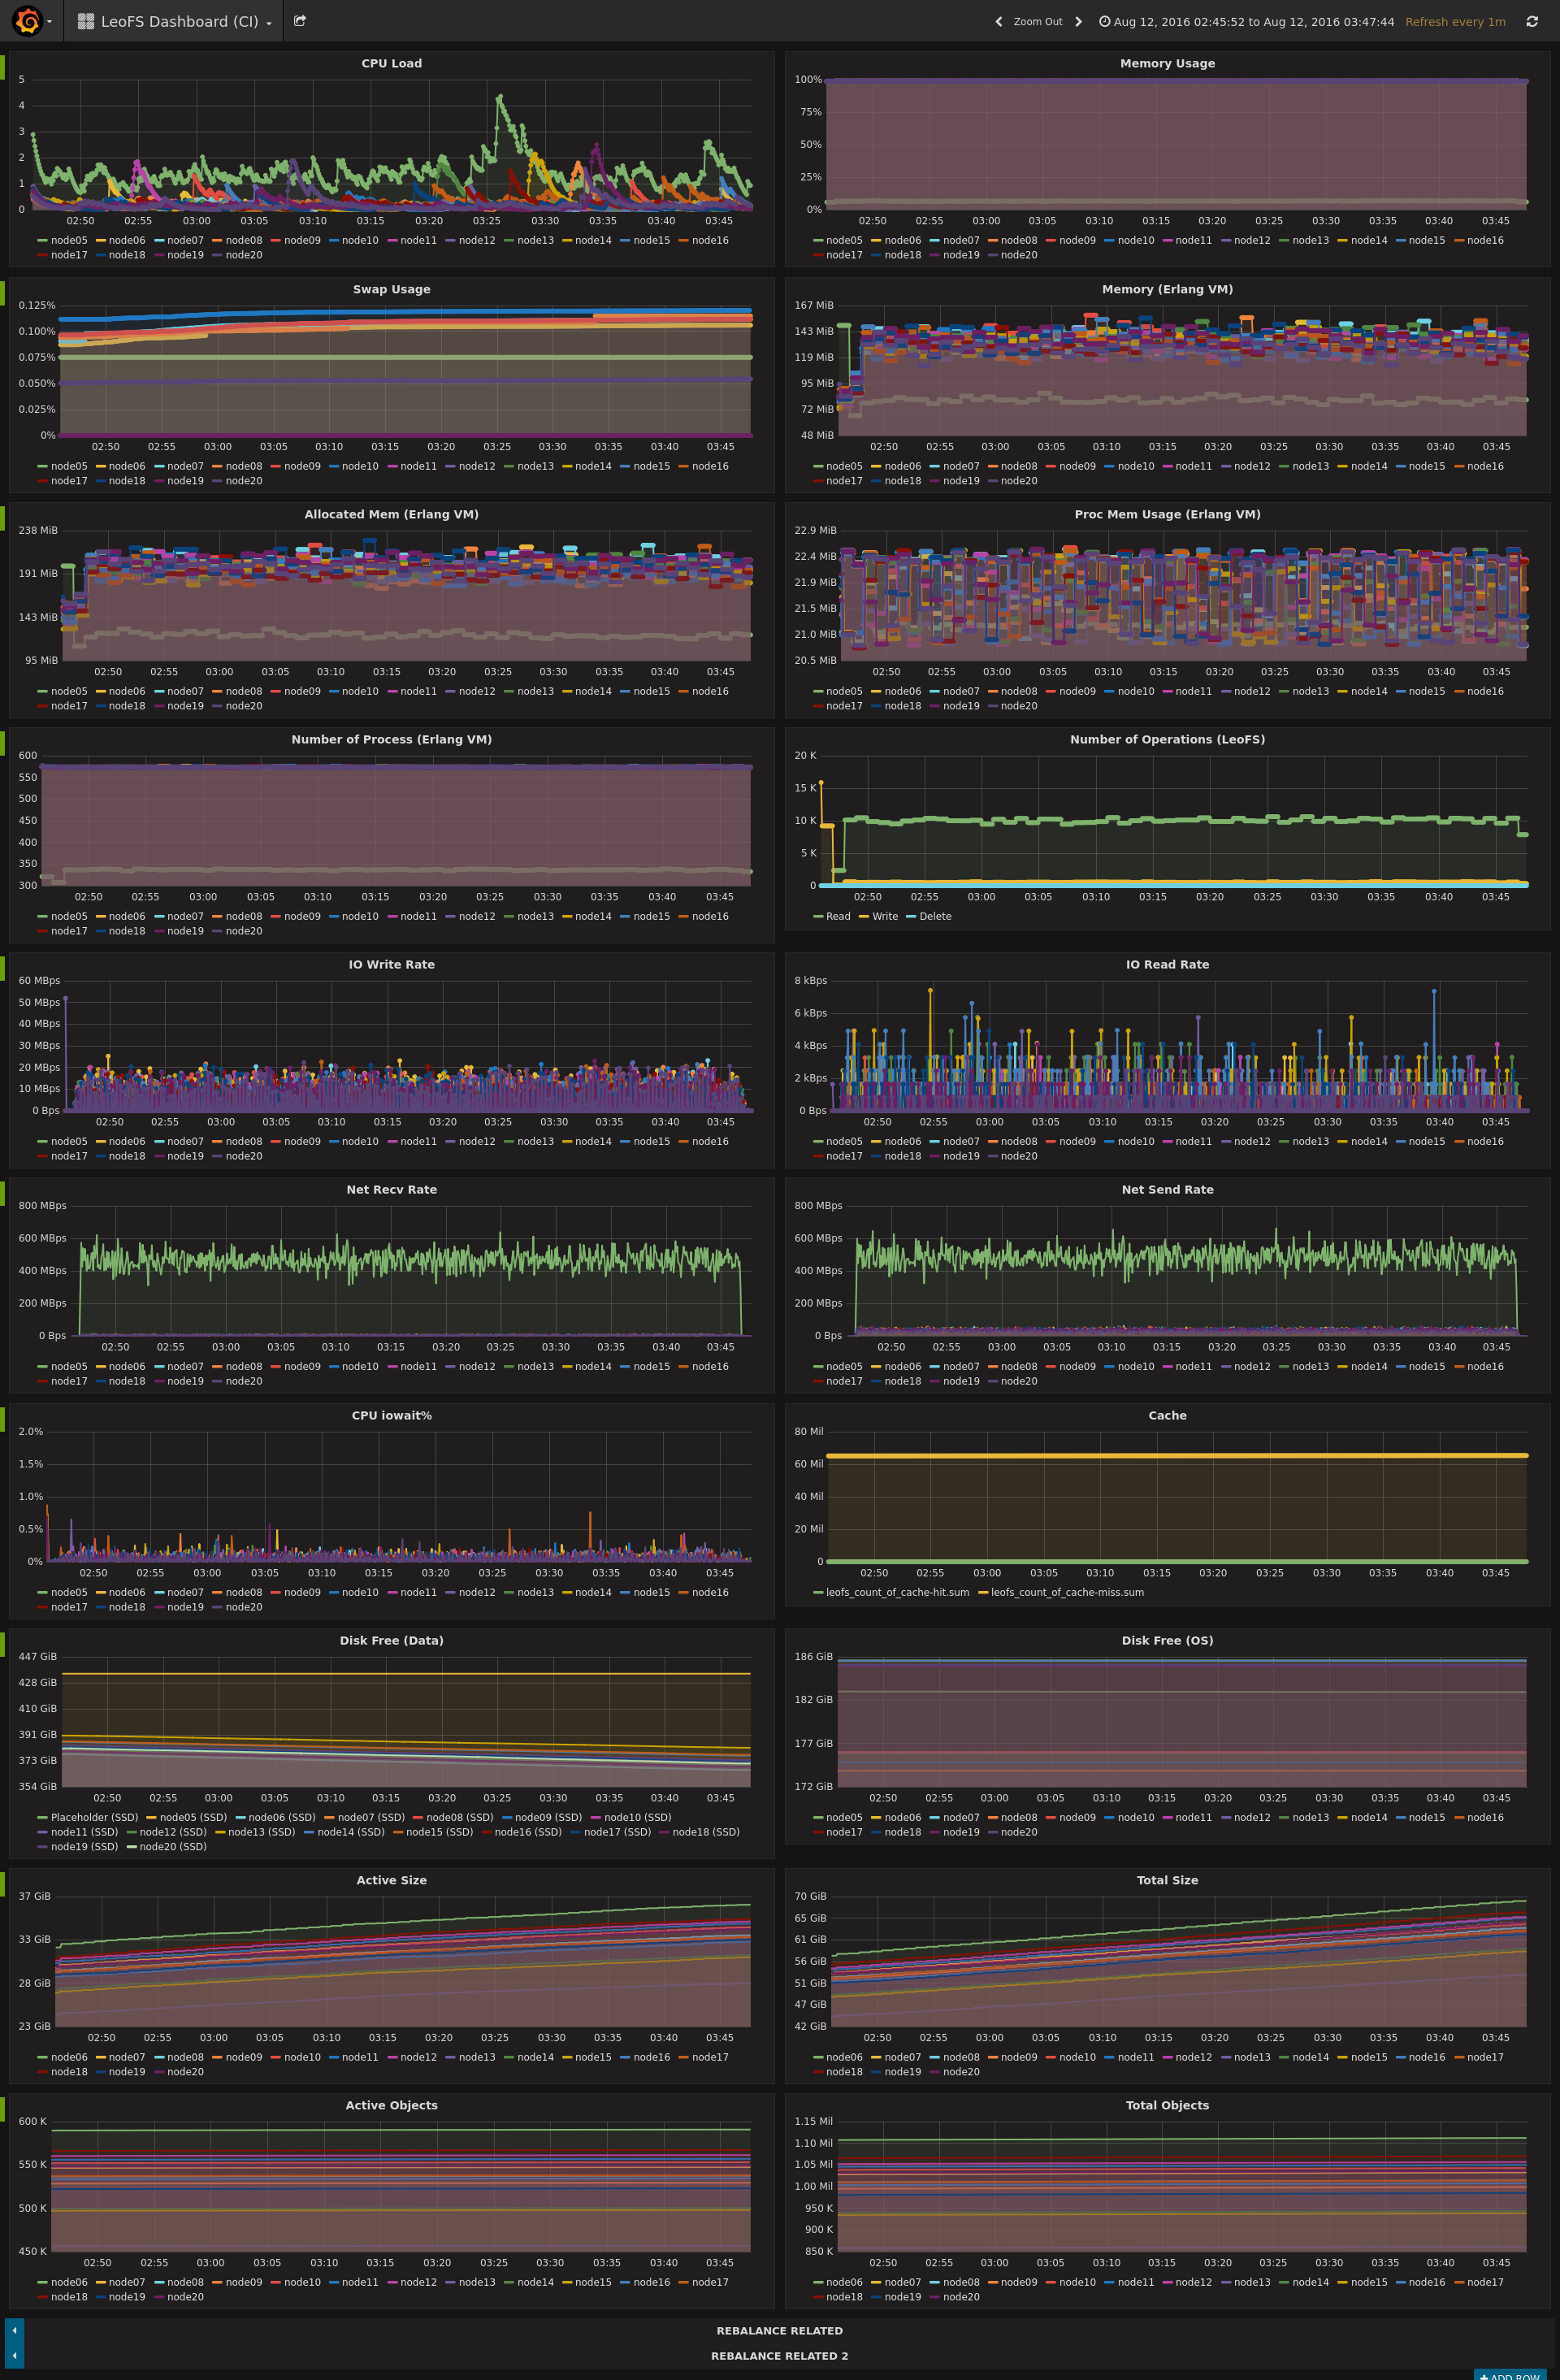 LeoFS Dashboard (CI)
Zoom Out
Aug 12, 2016 02:45:52 to Aug 12, 2016 03:47:44 Refresh every 1m
CPU Load
5
4
3
2
1
0
02:50 02:55 03:00 03:05 03:10 03:15 03:20 03:25 03:30 03:35 03:40 03:45
node05 node06 node07 node08 node09 node10 node11 node12 node13 node14 node15 node16
node17 node18 node19 node20
Memory Usage
100%
75%
50%
25%
0%
02:50 02:55 03:00 03:05 03:10 03:15 03:20 03:25 03:30 03:35 03:40 03:45
node05 node06 node07 node08 node09 node10 node11 node12 node13 node14 node15 node16
node17 node18 node19 node20
Swap Usage
0.125%
0.100%
0.075%
0.050%
0.025%
0%
02:50 02:55 03:00 03:05 03:10 03:15 03:20 03:25 03:30 03:35 03:40 03:45
node05 node06 node07 node08 node09 node10 node11 node12 node13 node14 node15 node16
node17 node18 node19 node20
Memory (Erlang VM)
167 MiB
143 MiB
119 MiB
95 MiB
72 MiB
48 MiB
02:50 02:55 03:00 03:05 03:10 03:15 03:20 03:25 03:30 03:35 03:40 03:45
node05 node06 node07 node08 node09 node10 node11 node12 node13 node14 node15 node16
node17 node18 node19 node20
Allocated Mem (Erlang VM)
238 MiB
191 MiB
143 MiB
95 MiB
02:50 02:55 03:00 03:05 03:10 03:15 03:20 03:25 03:30 03:35 03:40 03:45
node05 node06 node07 node08 node09 node10 node11 node12 node13 node14 node15 node16
node17 node18 node19 node20
Proc Mem Usage (Erlang VM)
22.9 MiB
22.4 MiB
21.9 MiB
21.5 MiB
21.0 MiB
20.5 MiB
02:50 02:55 03:00 03:05 03:10 03:15 03:20 03:25 03:30 03:35 03:40 03:45
node05 node06 node07 node08 node09 node10 node11 node12 node13 node14 node15 node16
node17 node18 node19 node20
Number of Process (Erlang VM)
600
550
500
450
400
350
300
02:50 02:55 03:00 03:05 03:10 03:15 03:20 03:25 03:30 03:35 03:40 03:45
node05 node06 node07 node08 node09 node10 node11 node12 node13 node14 node15 node16
node17 node18 node19 node20
Number of Operations (LeoFS)
20 K
15 K
10 K
5 K
0
02:50 02:55 03:00 03:05 03:10 03:15 03:20 03:25 03:30 03:35 03:40 03:45
Read Write Delete
IO Write Rate
60 MBps
50 MBps
40 MBps
30 MBps
20 MBps
10 MBps
0 Bps
02:50 02:55 03:00 03:05 03:10 03:15 03:20 03:25 03:30 03:35 03:40 03:45
node05 node06 node07 node08 node09 node10 node11 node12 node13 node14 node15 node16
node17 node18 node19 node20
IO Read Rate
8 kBps
6 kBps
4 kBps
2 kBps
0 Bps
02:50 02:55 03:00 03:05 03:10 03:15 03:20 03:25 03:30 03:35 03:40 03:45
node05 node06 node07 node08 node09 node10 node11 node12 node13 node14 node15 node16
node17 node18 node19 node20
Net Recv Rate
800 MBps
600 MBps
400 MBps
200 MBps
0 Bps
02:50 02:55 03:00 03:05 03:10 03:15 03:20 03:25 03:30 03:35 03:40 03:45
node05 node06 node07 node08 node09 node10 node11 node12 node13 node14 node15 node16
node17 node18 node19 node20
Net Send Rate
800 MBps
600 MBps
400 MBps
200 MBps
0 Bps
02:50 02:55 03:00 03:05 03:10 03:15 03:20 03:25 03:30 03:35 03:40 03:45
node05 node06 node07 node08 node09 node10 node11 node12 node13 node14 node15 node16
node17 node18 node19 node20
CPU iowait%
2.0%
1.5%
1.0%
0.5%
0%
02:50 02:55 03:00 03:05 03:10 03:15 03:20 03:25 03:30 03:35 03:40 03:45
node05 node06 node07 node08 node09 node10 node11 node12 node13 node14 node15 node16
node17 node18 node19 node20
Cache
80 Mil
60 Mil
40 Mil
20 Mil
0
02:50 02:55 03:00 03:05 03:10 03:15 03:20 03:25 03:30 03:35 03:40 03:45
leofs_count_of_cache-hit.sum leofs_count_of_cache-miss.sum
Disk Free (Data)
447 GiB
428 GiB
410 GiB
391 GiB
373 GiB
354 GiB
02:50 02:55 03:00 03:05 03:10 03:15 03:20 03:25 03:30 03:35 03:40 03:45
Placeholder (SSD) node05 (SSD) node06 (SSD) node07 (SSD) node08 (SSD) node09 (SSD) node10 (SSD)
node11 (SSD) node12 (SSD) node13 (SSD) node14 (SSD) node15 (SSD) node16 (SSD) node17 (SSD) node18 (SSD)
node19 (SSD) node20 (SSD)
Disk Free (OS)
186 GiB
182 GiB
177 GiB
172 GiB
02:50 02:55 03:00 03:05 03:10 03:15 03:20 03:25 03:30 03:35 03:40 03:45
node05 node06 node07 node08 node09 node10 node11 node12 node13 node14 node15 node16
node17 node18 node19 node20
Active Size
37 GiB
33 GiB
28 GiB
23 GiB
02:50 02:55 03:00 03:05 03:10 03:15 03:20 03:25 03:30 03:35 03:40 03:45
node06 node07 node08 node09 node10 node11 node12 node13 node14 node15 node16 node17
node18 node19 node20
Total Size
70 GiB
65 GiB
61 GiB
56 GiB
51 GiB
47 GiB
42 GiB
02:50 02:55 03:00 03:05 03:10 03:15 03:20 03:25 03:30 03:35 03:40 03:45
node06 node07 node08 node09 node10 node11 node12 node13 node14 node15 node16 node17
node18 node19 node20
Active Objects
600 K
550 K
500 K
450 K
02:50 02:55 03:00 03:05 03:10 03:15 03:20 03:25 03:30 03:35 03:40 03:45
node06 node07 node08 node09 node10 node11 node12 node13 node14 node15 node16 node17
node18 node19 node20
Total Objects
1.15 Mil
1.10 Mil
1.05 Mil
1.00 Mil
950 K
900 K
850 K
02:50 02:55 03:00 03:05 03:10 03:15 03:20 03:25 03:30 03:35 03:40 03:45
node06 node07 node08 node09 node10 node11 node12 node13 node14 node15 node16 node17
node18 node19 node20
REBALANCE RELATED
REBALANCE RELATED 2
+ ADD ROW